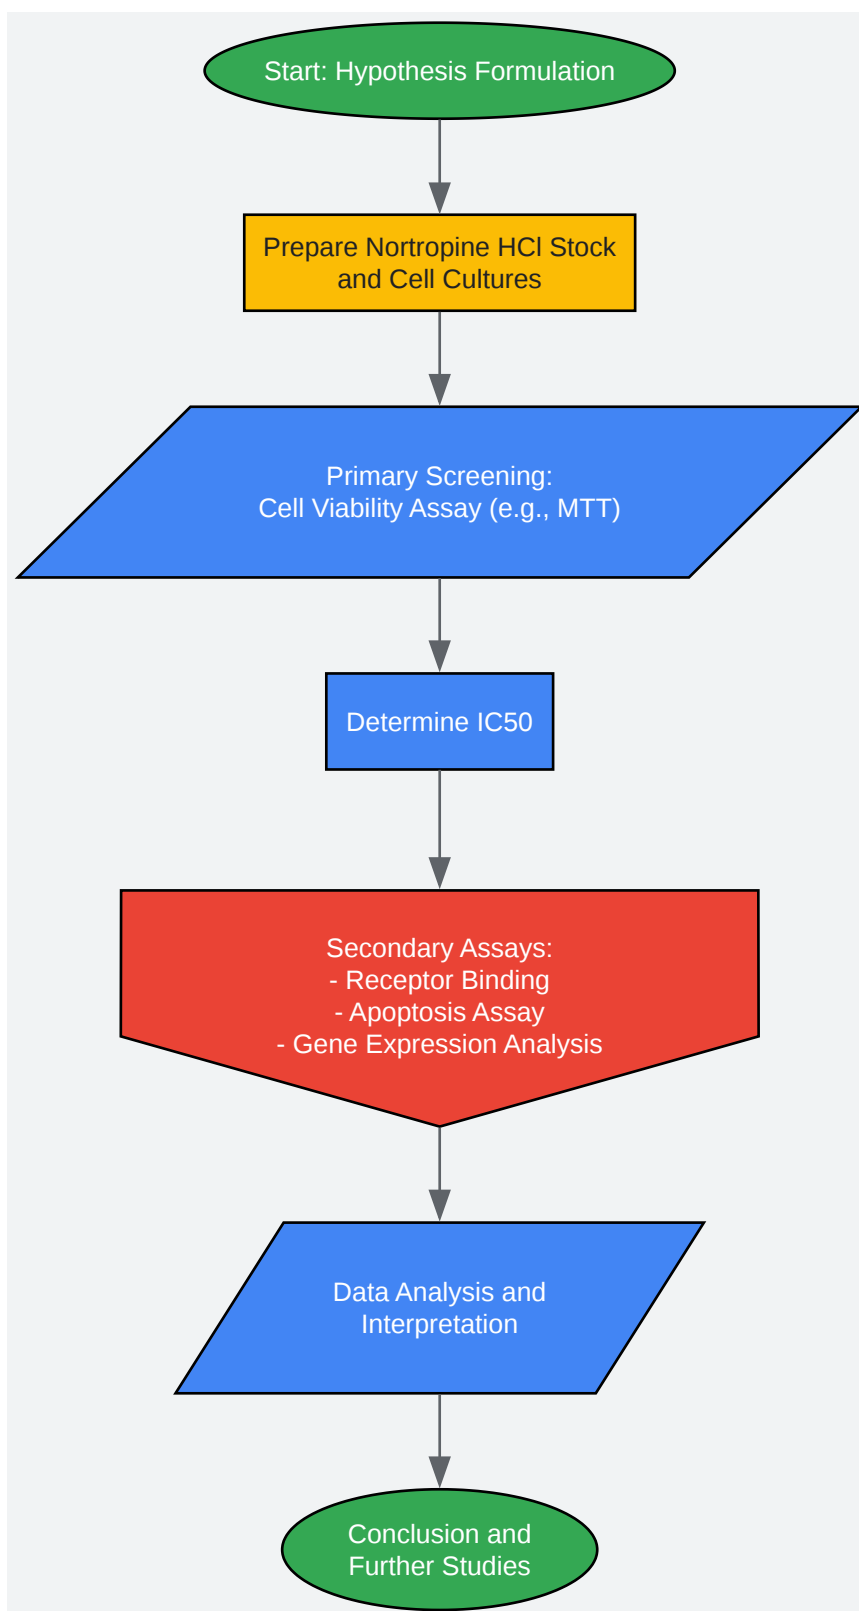 Start: Hypothesis Formulation
Prepare Nortropine HCl Stock
and Cell Cultures
Primary Screening:
Cell Viability Assay (e.g., MTT)
Determine IC50
Secondary Assays:
- Receptor Binding
- Apoptosis Assay
- Gene Expression Analysis
Data Analysis and
Interpretation
Conclusion and
Further Studies